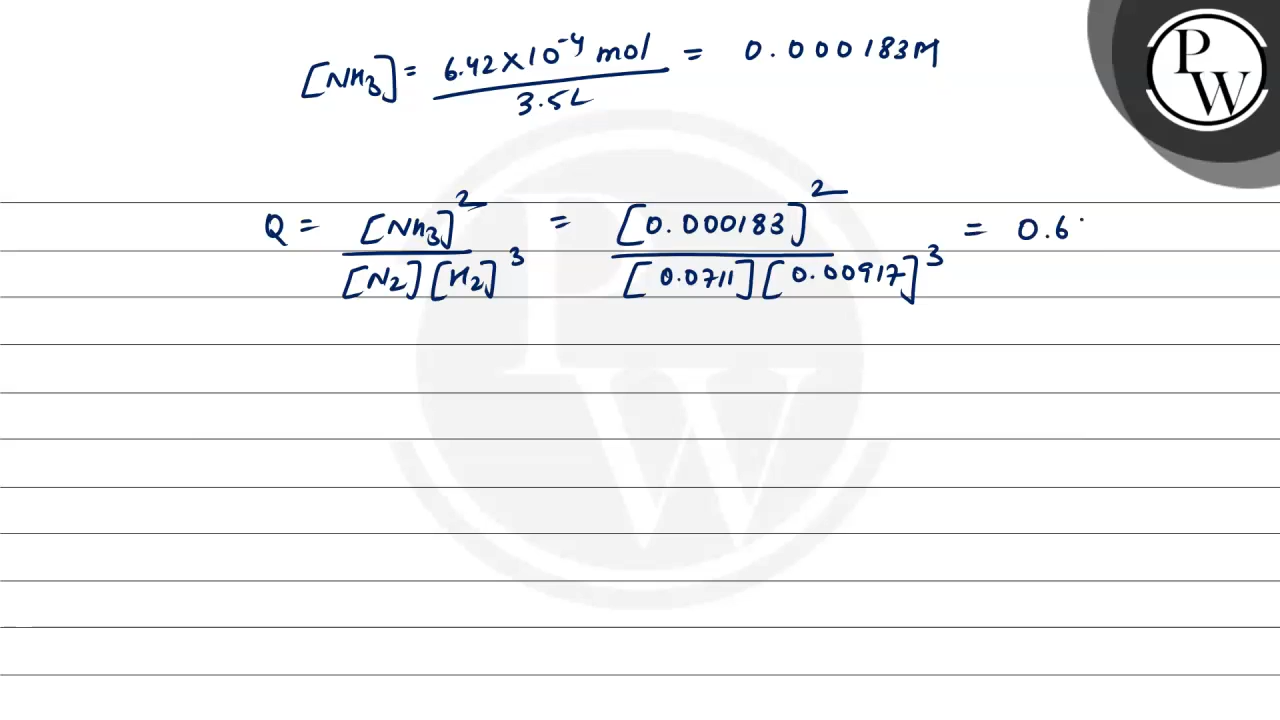 P
W
[NH3] = 6.42 × 10^-4 mol / 3.5L = 0.000183M
Q = [NH3]^2 / [N2][H2]^3 = [0.000183]^2 / [0.0711][0.00917]^3 = 0.6
P
W